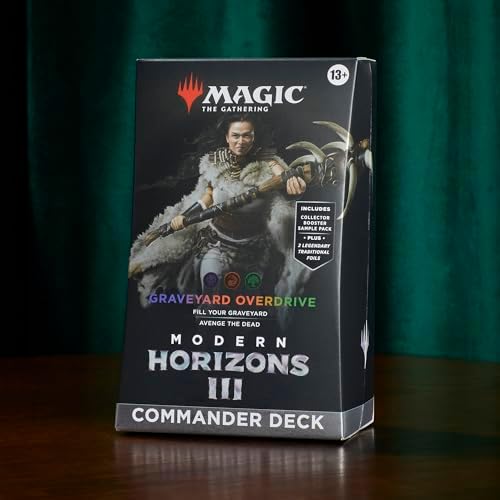 13+
MAGIC
THE GATHERING
INCLUDES
COLLECTOR
BOOSTER
SAMPLE PACK
• PLUS •
2 LEGENDARY
TRADITIONAL
FOILS
GRAVEYARD OVERDRIVE
FILL YOUR GRAVEYARD
AVENGE THE DEAD
MODERN
HORIZONS
III
COMMANDER DECK